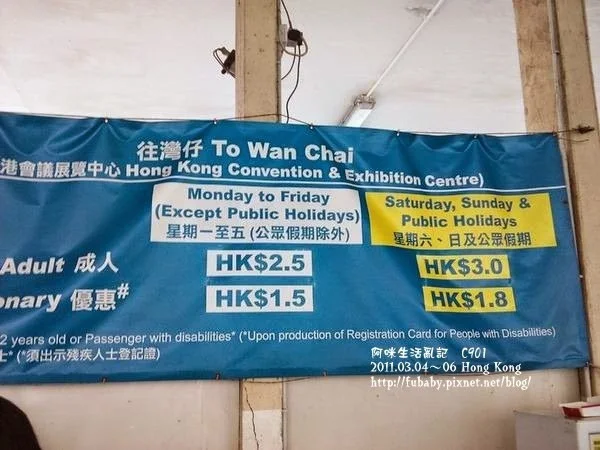 往灣仔 To Wan Chai
港會議展覽中心 Hong Kong Convention & Exhibition Centre)
Monday to Friday
(Except Public Holidays)
星期一至五 (公眾假期除外)
Saturday, Sunday &
Public Holidays
星期六、日及公眾假期
Adult 成人 HK$2.5 HK$3.0
onary 優惠# HK$1.5 HK$1.8
2 years old or Passenger with disabilities* (*Upon production of Registration Card for People with Disabilities)
士* (*須出示殘疾人士登記證)
阿咪生活亂記 C901
2011.03.04~06 Hong Kong
http://fubaby.pixnet.net/blog/